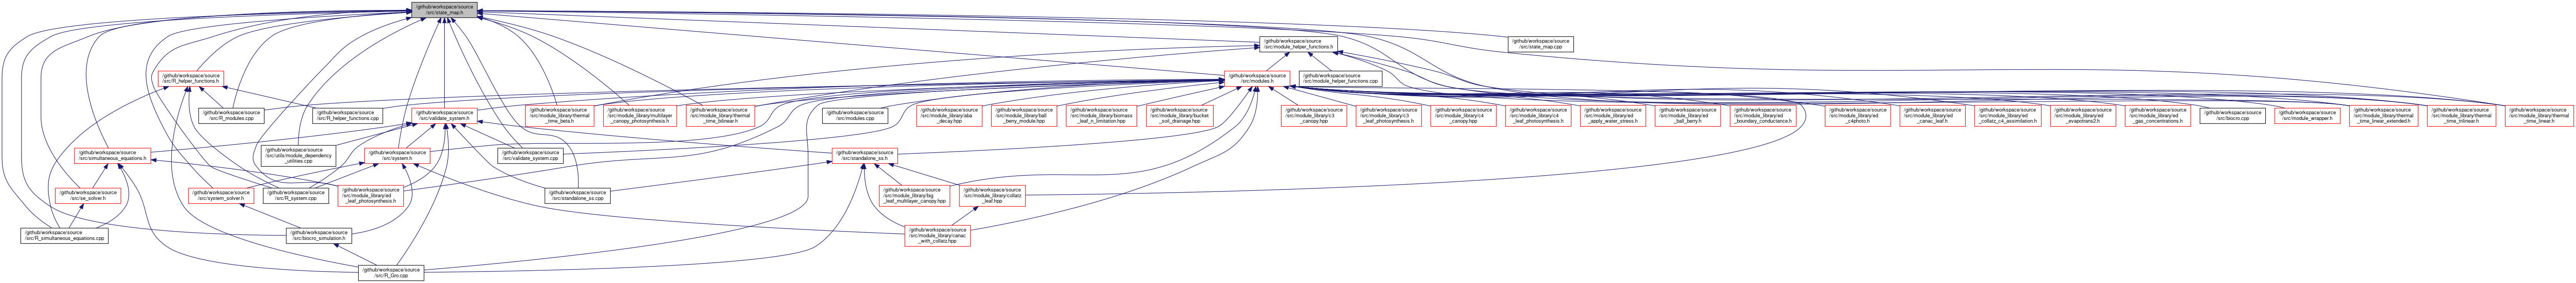 /github/workspace/source
/src/state_map.h
/github/workspace/source
/src/module_helper_functions.h
/github/workspace/source
/src/state_map.cpp
/github/workspace/source
/src/R_helper_functions.h
/github/workspace/source
/src/modules.h
/github/workspace/source
/src/module_helper_functions.cpp
/github/workspace/source
/src/R_modules.cpp
/github/workspace/source
/src/R_helper_functions.cpp
/github/workspace/source
/src/validate_system.h
/github/workspace/source
/src/module_library/thermal
_time_beta.h
/github/workspace/source
/src/module_library/multilayer
_canopy_photosynthesis.h
/github/workspace/source
/src/module_library/thermal
_time_bilinear.h
/github/workspace/source
/src/modules.cpp
/github/workspace/source
/src/module_library/aba
_decay.hpp
/github/workspace/source
/src/module_library/ball
_berry_module.hpp
/github/workspace/source
/src/module_library/biomass
_leaf_n_limitation.hpp
/github/workspace/source
/src/module_library/bucket
_soil_drainage.hpp
/github/workspace/source
/src/module_library/c3
_canopy.hpp
/github/workspace/source
/src/module_library/c3
_leaf_photosynthesis.h
/github/workspace/source
/src/module_library/c4
_canopy.hpp
/github/workspace/source
/src/module_library/c4
_leaf_photosynthesis.h
/github/workspace/source
/src/module_library/ed
_apply_water_stress.h
/github/workspace/source
/src/module_library/ed
_ball_berry.h
/github/workspace/source
/src/module_library/ed
_boundary_conductance.h
/github/workspace/source
/src/module_library/ed
_c4photo.h
/github/workspace/source
/src/module_library/ed
_canac_leaf.h
/github/workspace/source
/src/module_library/ed
_collatz_c4_assimilation.h
/github/workspace/source
/src/module_library/ed
_evapotrans2.h
/github/workspace/source
/src/module_library/ed
_gas_concentrations.h
/github/workspace/source
/src/biocro.cpp
/github/workspace/source
/src/module_wrapper.h
/github/workspace/source
/src/module_library/thermal
_time_linear_extended.h
/github/workspace/source
/src/module_library/thermal
_time_trilinear.h
/github/workspace/source
/src/module_library/thermal
_time_linear.h
/github/workspace/source
/src/simultaneous_equations.h
/github/workspace/source
/src/utils/module_dependency
_utilities.cpp
/github/workspace/source
/src/system.h
/github/workspace/source
/src/validate_system.cpp
/github/workspace/source
/src/standalone_ss.h
/github/workspace/source
/src/se_solver.h
/github/workspace/source
/src/system_solver.h
/github/workspace/source
/src/R_system.cpp
/github/workspace/source
/src/module_library/ed
_leaf_photosynthesis.h
/github/workspace/source
/src/standalone_ss.cpp
/github/workspace/source
/src/module_library/big
_leaf_multilayer_canopy.hpp
/github/workspace/source
/src/module_library/collatz
_leaf.hpp
/github/workspace/source
/src/R_simultaneous_equations.cpp
/github/workspace/source
/src/biocro_simulation.h
/github/workspace/source
/src/module_library/canac
_with_collatz.hpp
/github/workspace/source
/src/R_Gro.cpp